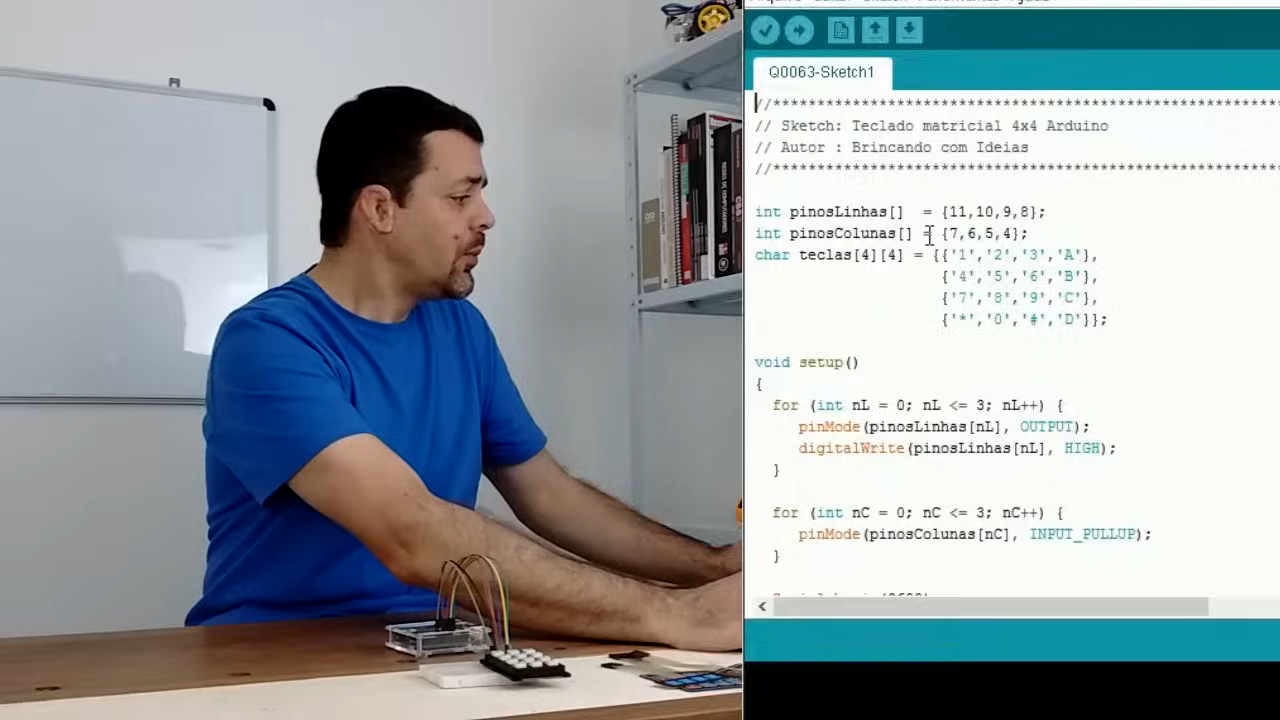 Q0063-Sketch1
//************************************************************
// Sketch: Teclado matricial 4x4 Arduino
// Autor : Brincando com Ideias
//************************************************************
int pinosLinhas[]  = {11,10,9,8};
int pinosColunas[] = {7,6,5,4};
char teclas[4][4] = {{'1','2','3','A'},
{'4','5','6','B'},
{'7','8','9','C'},
{'*','0','#','D'}};
void setup()
{
for (int nL = 0; nL <= 3; nL++) {
pinMode(pinosLinhas[nL], OUTPUT);
digitalWrite(pinosLinhas[nL], HIGH);
}
for (int nC = 0; nC <= 3; nC++) {
pinMode(pinosColunas[nC], INPUT_PULLUP);
}